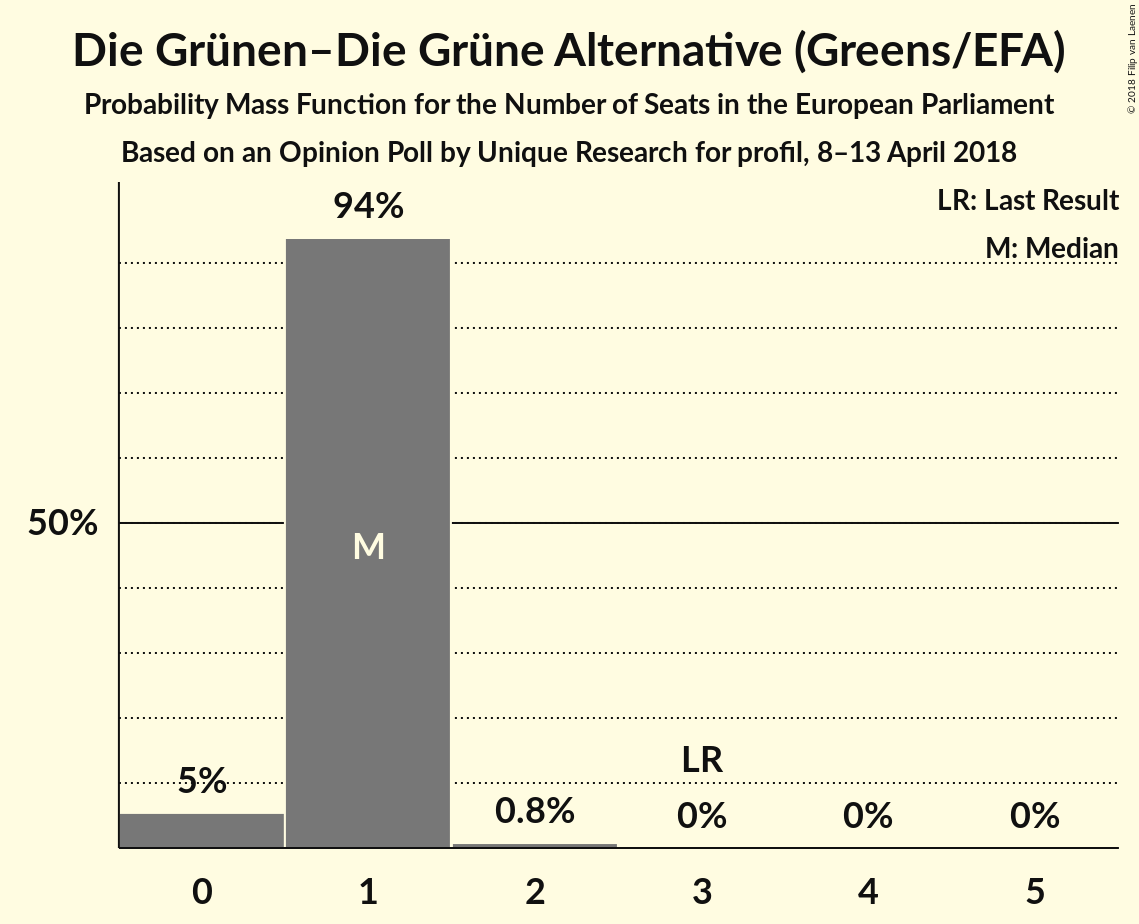 Die Grünen–Die Grüne Alternative (Greens/EFA)
Probability Mass Function for the Number of Seats in the European Parliament
Based on an Opinion Poll by Unique Research for profil, 8–13 April 2018
© 2018 Filip van Laenen
LR: Last Result
M: Median
94%
50%
M
5%
0.8%
LR
0%
0%
0%
0 1 2 3 4 5